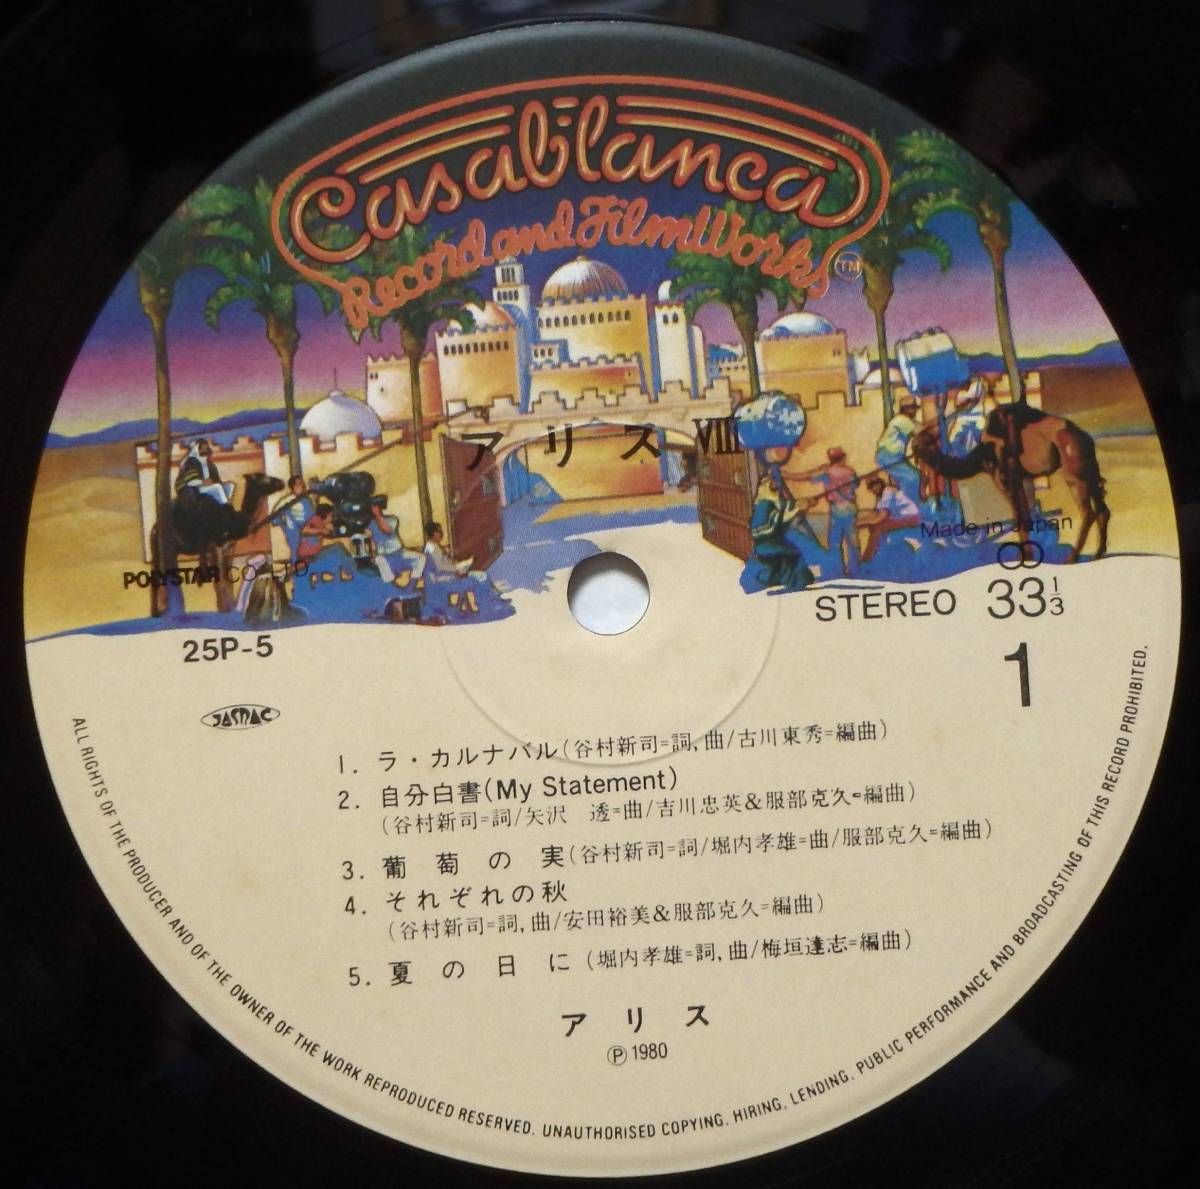 Casablanca
Record and FilmWorks TM
アリス VIII
Made in Japan
POLYSTAR CO., LTD.
STEREO 33 1/3
25P-5
1
JASRAC
1. ラ・カルナバル(谷村新司=詞,曲/古川東秀=編曲)
2. 自分白書(My Statement)
(谷村新司=詞/矢沢 透=曲/吉川忠英&服部克久=編曲)
3. 葡萄の実(谷村新司=詞/堀内孝雄=曲/服部克久=編曲)
4. それぞれの秋
(谷村新司=詞,曲/安田裕美&服部克久=編曲)
5. 夏の日に(堀内孝雄=詞,曲/梅垣達志=編曲)
アリス
Ⓟ 1980
ALL RIGHTS OF THE PRODUCER AND OF THE OWNER OF THE WORK REPRODUCED RESERVED. UNAUTHORISED COPYING, HIRING, LENDING, PUBLIC PERFORMANCE AND BROADCASTING OF THIS RECORD PROHIBITED.